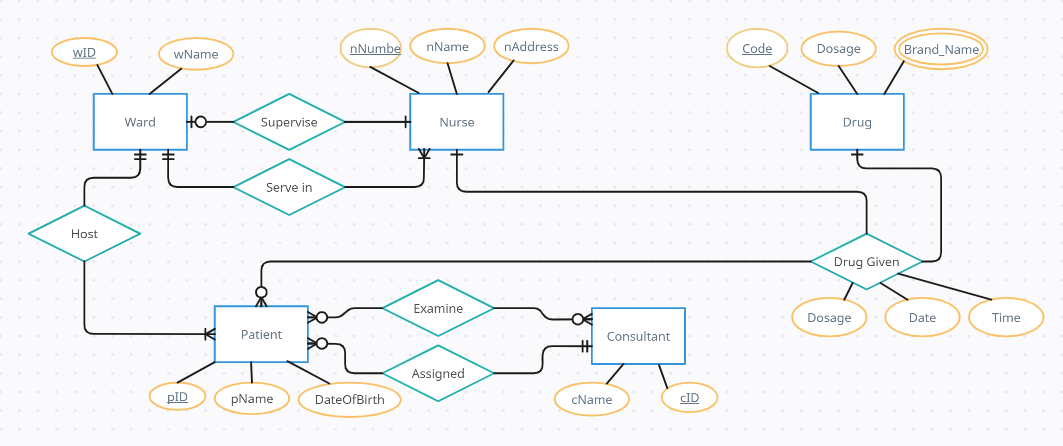 wID
wName
nNumbe
nName
nAddress
Code
Dosage
Brand_Name
Ward
Supervise
Nurse
Drug
Serve in
Host
Drug Given
Dosage
Date
Time
Patient
Examine
Consultant
Assigned
pID
pName
DateOfBirth
cName
cID